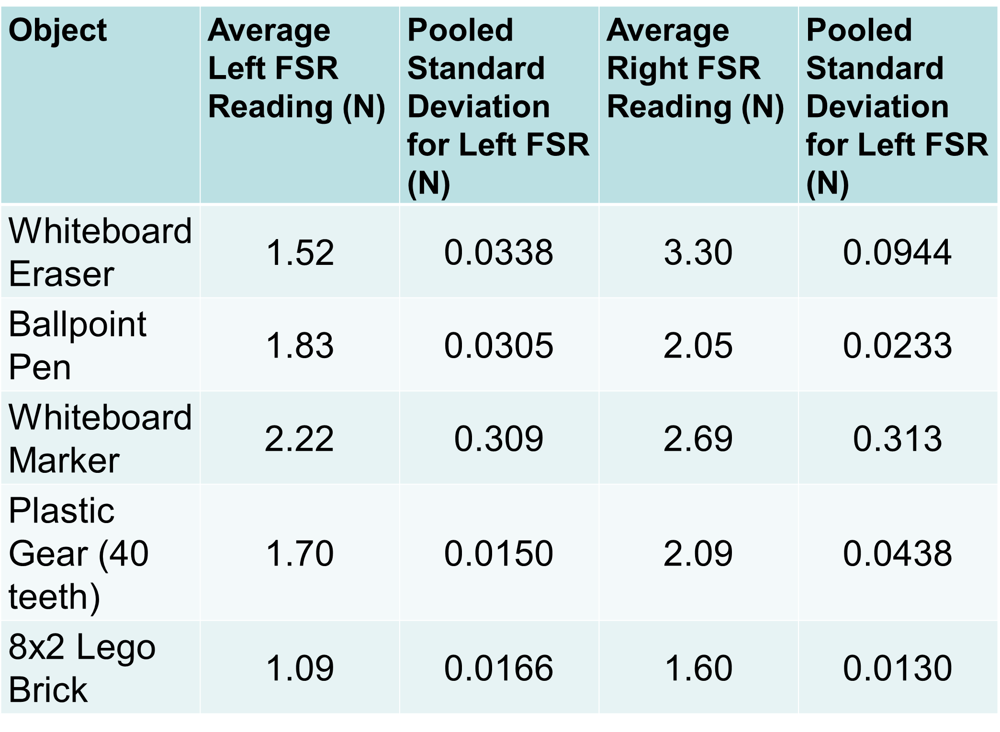 Object
Average
Left FSR
Reading (N)
Pooled
Standard
Deviation
for Left FSR
(N)
Average
Right FSR
Reading (N)
Pooled
Standard
Deviation
for Left FSR
(N)
Whiteboard
Eraser
1.52
0.0338
3.30
0.0944
Ballpoint
Pen
1.83
0.0305
2.05
0.0233
Whiteboard
Marker
2.22
0.309
2.69
0.313
Plastic
Gear (40
teeth)
1.70
0.0150
2.09
0.0438
8x2 Lego
Brick
1.09
0.0166
1.60
0.0130